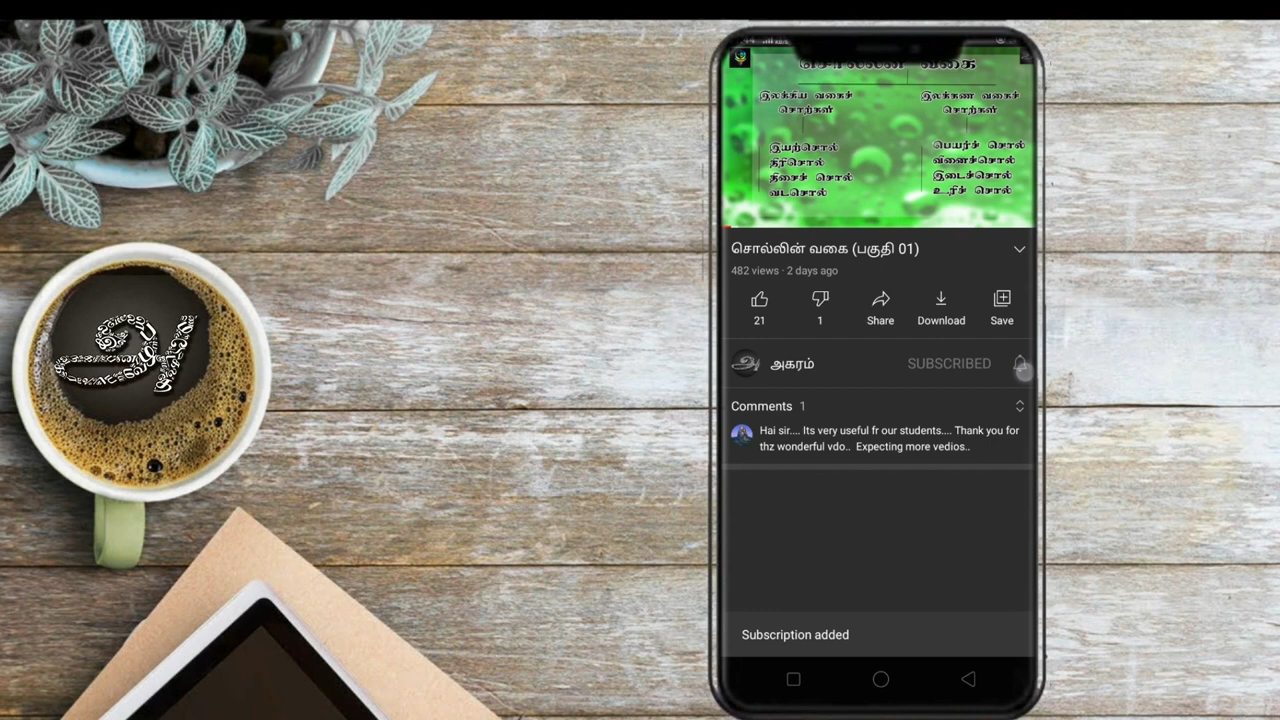 சொல்லின் வகை
இலக்கிய வகைச் சொற்கள்
இலக்கண வகைச் சொற்கள்
இயற்சொல்
திரிசொல்
திசைச் சொல்
வடசொல்
பெயர்ச் சொல்
வினைச்சொல்
இடைச்சொல்
உரிச் சொல்
சொல்லின் வகை (பகுதி 01)
482 views · 2 days ago
21
1
Share
Download
Save
அகரம்
SUBSCRIBED
Comments 1
Hai sir.... Its very useful fr our students.... Thank you for
thz wonderful vdo.. Expecting more vedios..
Subscription added